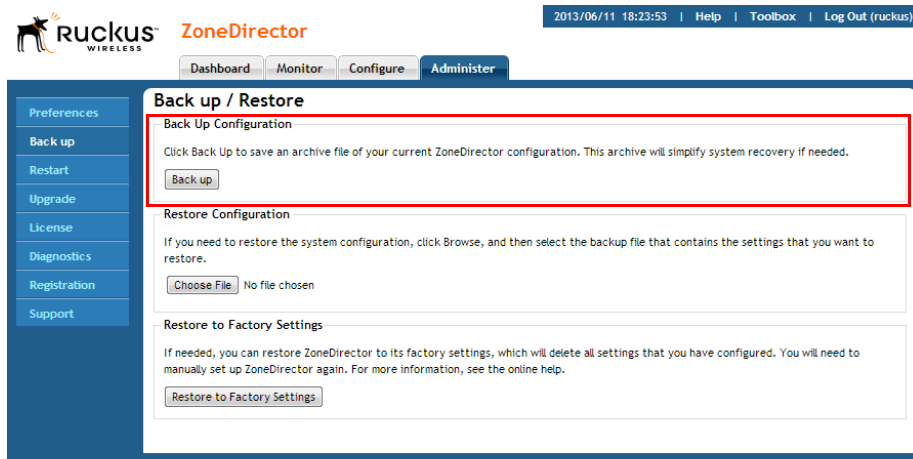 2013/06/11 18:23:53 | Help | Toolbox | Log Out (ruckus)
RUCKUS™
WIRELESS
ZoneDirector
Dashboard Monitor Configure Administer
Preferences
Back up
Restart
Upgrade
License
Diagnostics
Registration
Support
Back up / Restore
Back Up Configuration
Click Back Up to save an archive file of your current ZoneDirector configuration. This archive will simplify system recovery if needed.
Back up
Restore Configuration
If you need to restore the system configuration, click Browse, and then select the backup file that contains the settings that you want to
restore.
Choose File No file chosen
Restore to Factory Settings
If needed, you can restore ZoneDirector to its factory settings, which will delete all settings that you have configured. You will need to
manually set up ZoneDirector again. For more information, see the online help.
Restore to Factory Settings